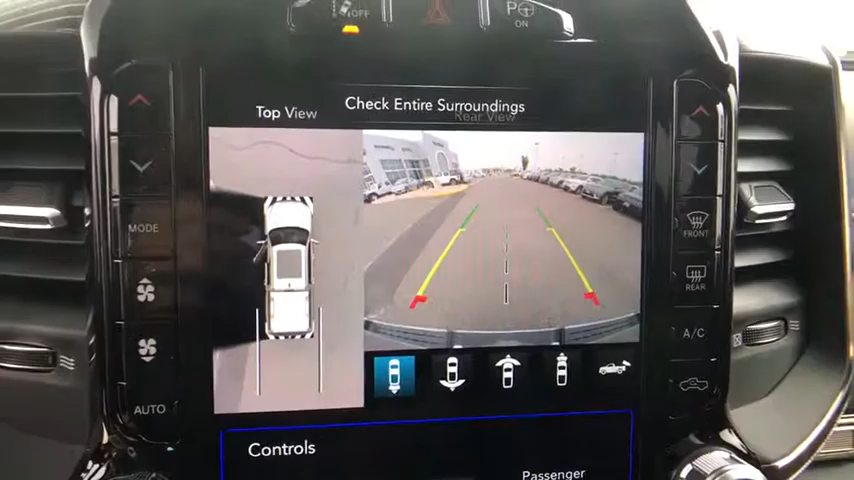 OFF
P
ON
Check Entire Surroundings
Top View
Rear View
MODE
FRONT
REAR
A/C
AUTO
Controls
Passenger